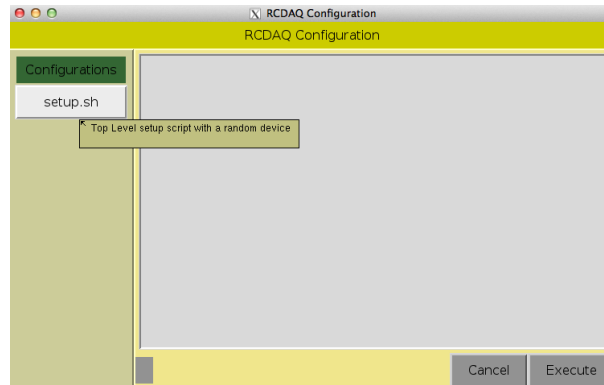 RCDAQ Configuration
RCDAQ Configuration
Configurations
setup.sh
Top Level setup script with a random device
Cancel
Execute